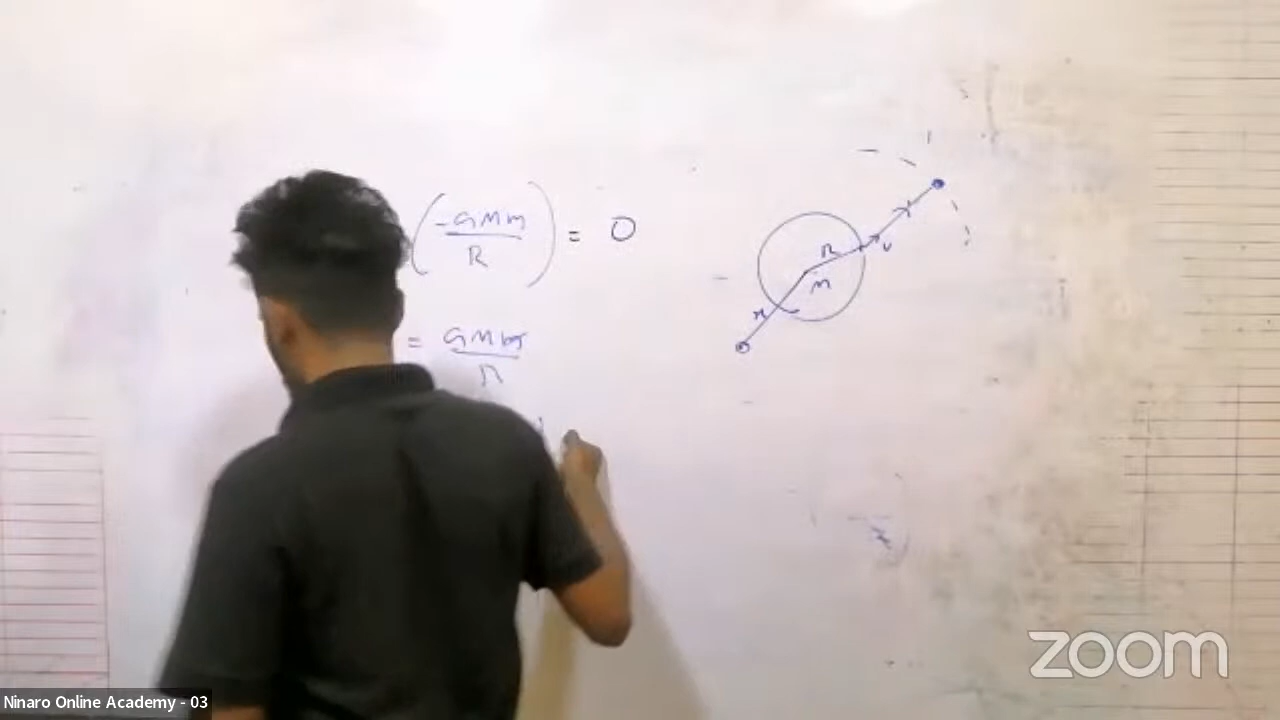 (-GMm/R) = 0
= GMm/R
R
M
v
x
zoom
Ninaro Online Academy - 03